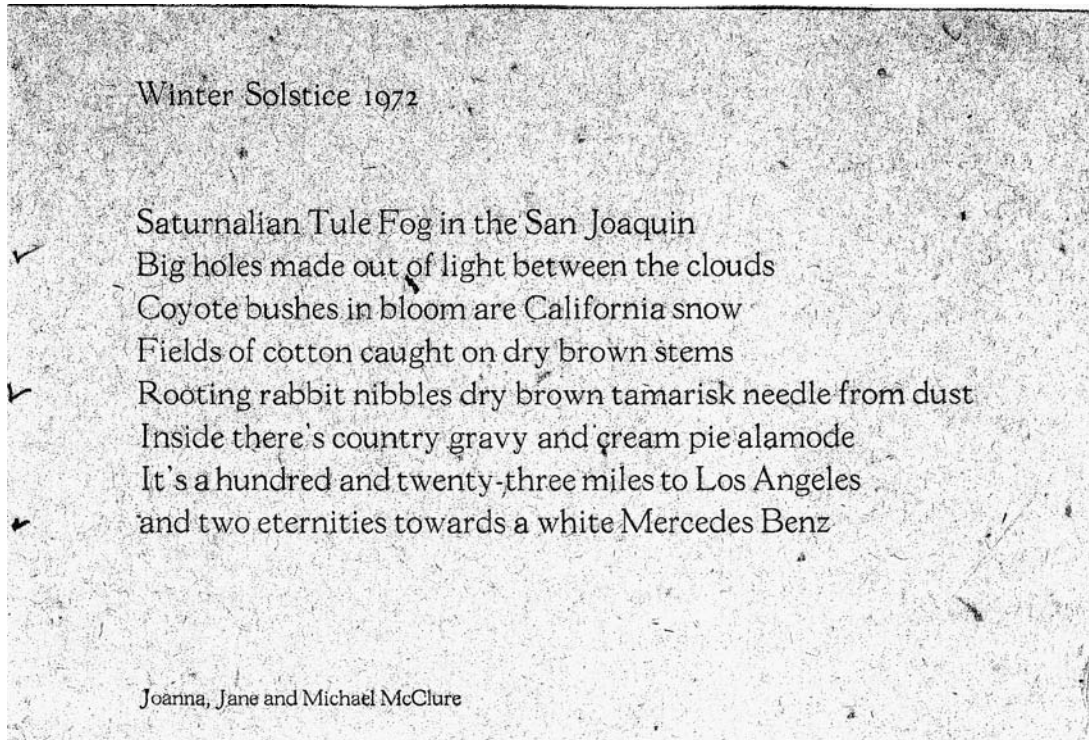 Winter Solstice 1972
Saturnalian Tule Fog in the San Joaquin
Big holes made out of light between the clouds
Coyote bushes in bloom are California snow
Fields of cotton caught on dry brown stems
Rooting rabbit nibbles dry brown tamarisk needle from dust
Inside there's country gravy and cream pie alamode
It's a hundred and twenty-three miles to Los Angeles
and two eternities towards a white Mercedes Benz
Joanna, Jane and Michael McClure